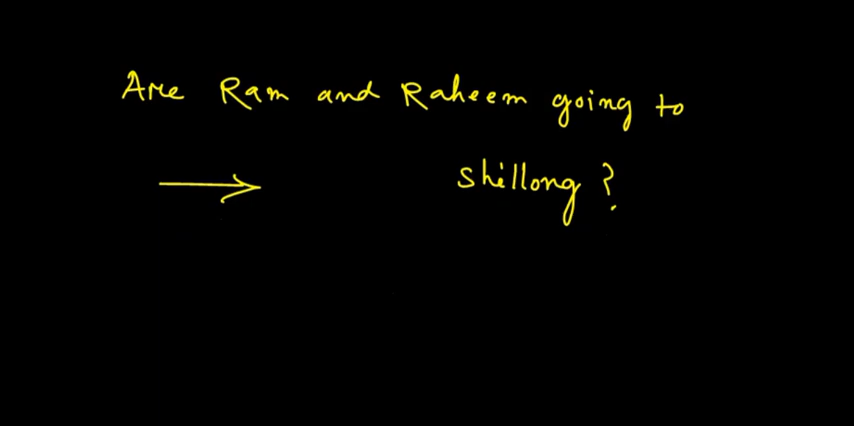 Are Ram and Raheem going to
→ Shillong ?